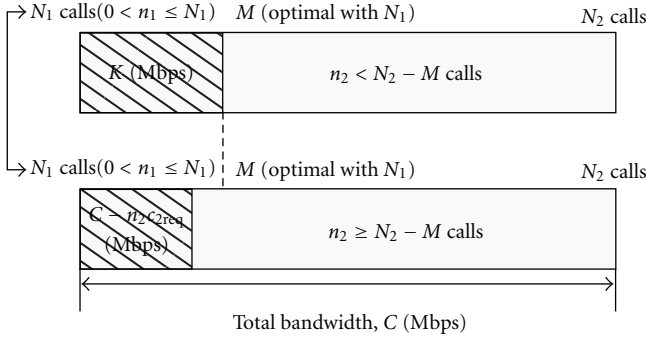 N₁ calls(0 < n₁ ≤ N₁) M (optimal with N₁) N₂ calls
K (Mbps) n₂ < N₂ − M calls
N₁ calls(0 < n₁ ≤ N₁) M (optimal with N₁) N₂ calls
C − n₂c₂req
(Mbps)
n₂ ≥ N₂ − M calls
Total bandwidth, C (Mbps)